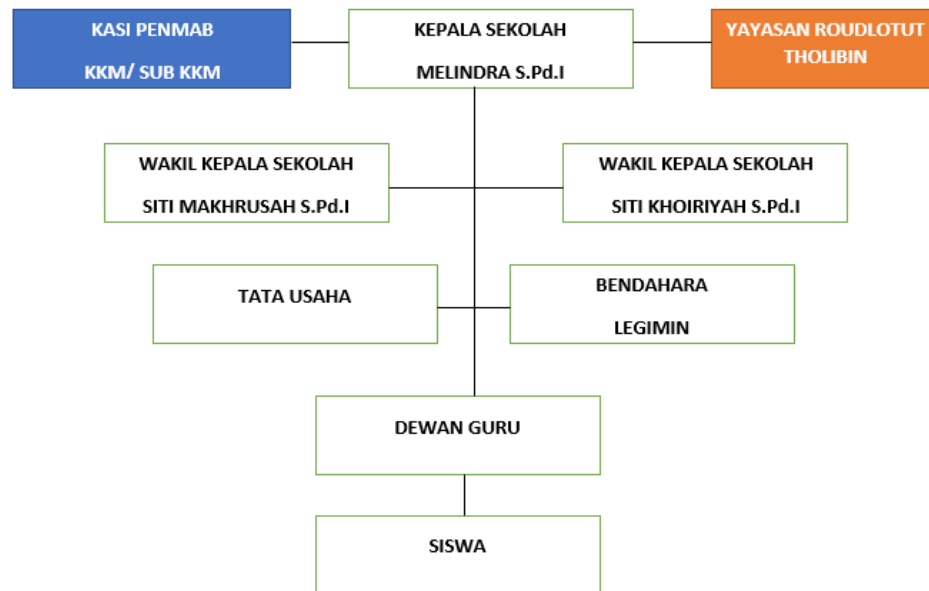 KASI PENMAB
KKM/ SUB KKM
KEPALA SEKOLAH
MELINDRA S.Pd.I
YAYASAN ROUDLOTUT
THOLIBIN
WAKIL KEPALA SEKOLAH
SITI MAKHRUSAH S.Pd.I
WAKIL KEPALA SEKOLAH
SITI KHOIRIYAH S.Pd.I
TATA USAHA
BENDAHARA
LEGIMIN
DEWAN GURU
SISWA